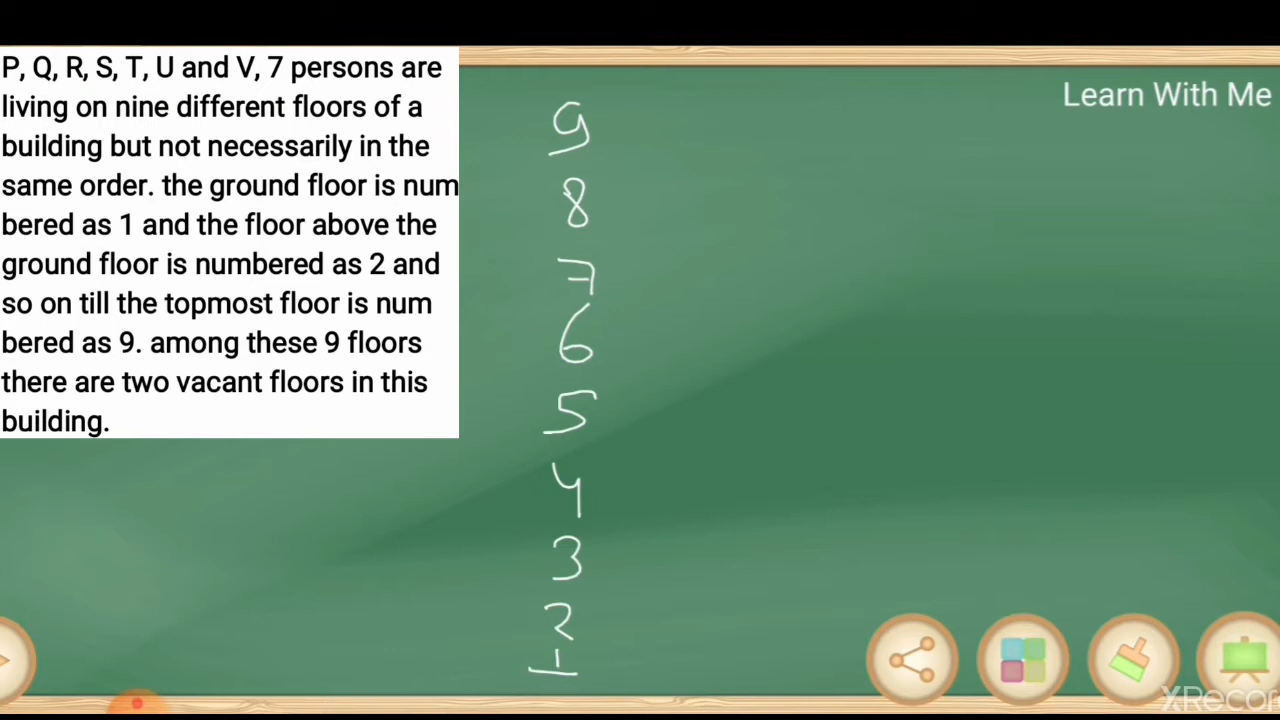 P, Q, R, S, T, U and V, 7 persons are
living on nine different floors of a
building but not necessarily in the
same order. the ground floor is num
bered as 1 and the floor above the
ground floor is numbered as 2 and
so on till the topmost floor is num
bered as 9. among these 9 floors
there are two vacant floors in this
building.
Learn With Me
9
8
7
6
5
4
3
2
1
XRecor